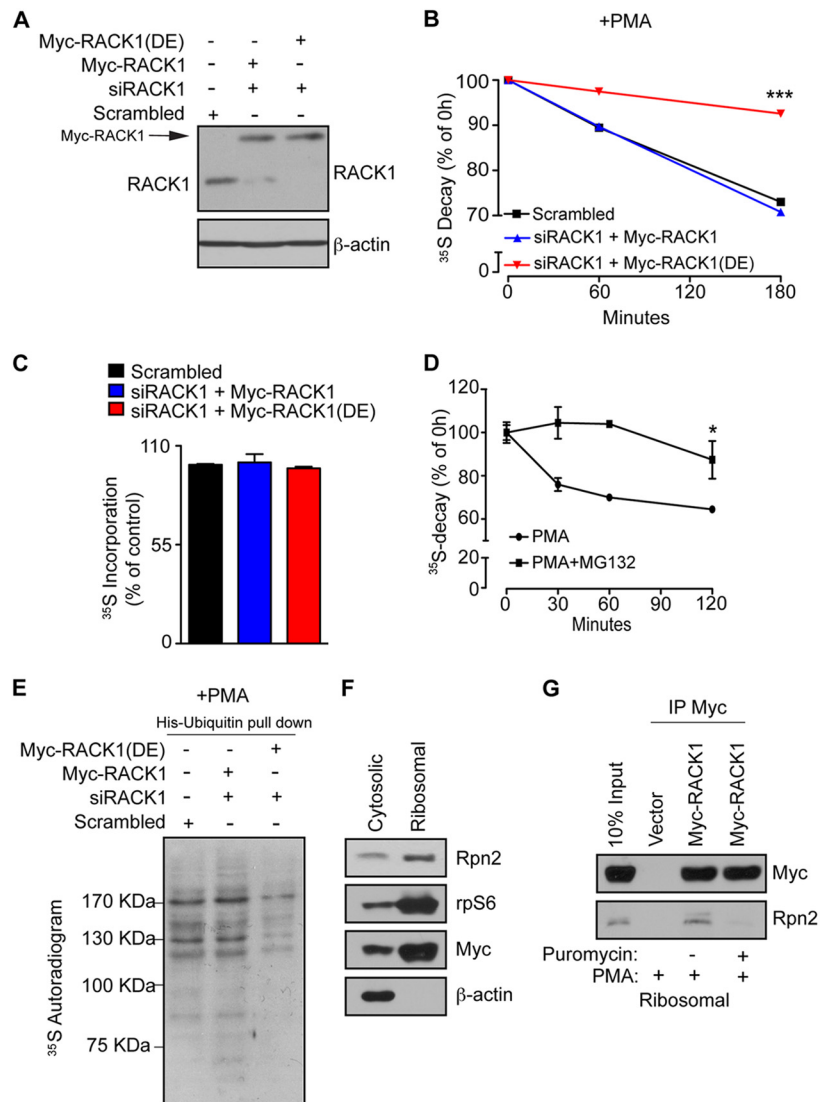 A
Myc-RACK1(DE) - - +
Myc-RACK1 - + -
siRACK1 - + +
Scrambled + - -
Myc-RACK1
RACK1
RACK1
β-actin
B
+PMA
***
³⁵S Decay (% of 0h)
100
90
80
70
0
Scrambled
siRACK1 + Myc-RACK1
siRACK1 + Myc-RACK1(DE)
0 60 120 180
Minutes
C
Scrambled
siRACK1 + Myc-RACK1
siRACK1 + Myc-RACK1(DE)
³⁵S Incorporation
(% of control)
110
55
0
D
³⁵S-decay (% of 0h)
120
100
80
60
20
0
*
PMA
PMA+MG132
0 30 60 90 120
Minutes
E
+PMA
His-Ubiquitin pull down
Myc-RACK1(DE) - - +
Myc-RACK1 - + -
siRACK1 - + +
Scrambled + - -
³⁵S Autoradiogram
170 KDa
130 KDa
100 KDa
75 KDa
F
Cytosolic
Ribosomal
Rpn2
rpS6
Myc
β-actin
G
IP Myc
10% Input
Vector
Myc-RACK1
Myc-RACK1
Myc
Rpn2
Puromycin: - +
PMA: + + +
Ribosomal